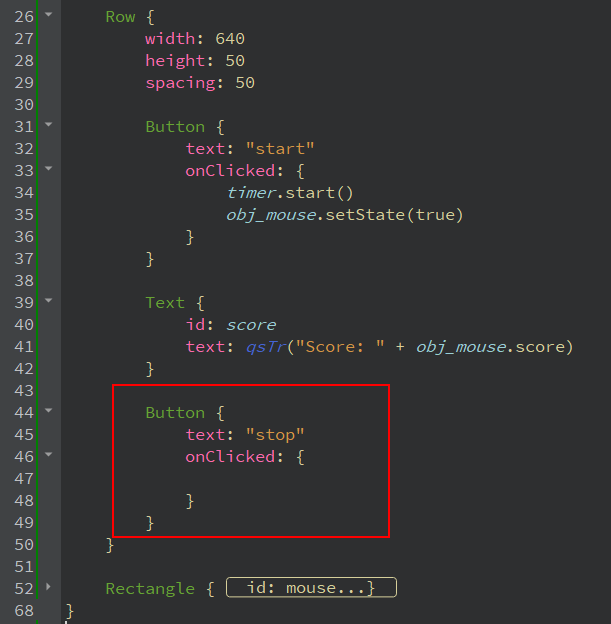 26 Row {
27 width: 640
28 height: 50
29 spacing: 50
30
31 Button {
32 text: "start"
33 onClicked: {
34 timer.start()
35 obj_mouse.setState(true)
36 }
37 }
38
39 Text {
40 id: score
41 text: qsTr("Score: " + obj_mouse.score)
42 }
43
44 Button {
45 text: "stop"
46 onClicked: {
47
48 }
49 }
50 }
51
52 Rectangle { id: mouse...}
68 }